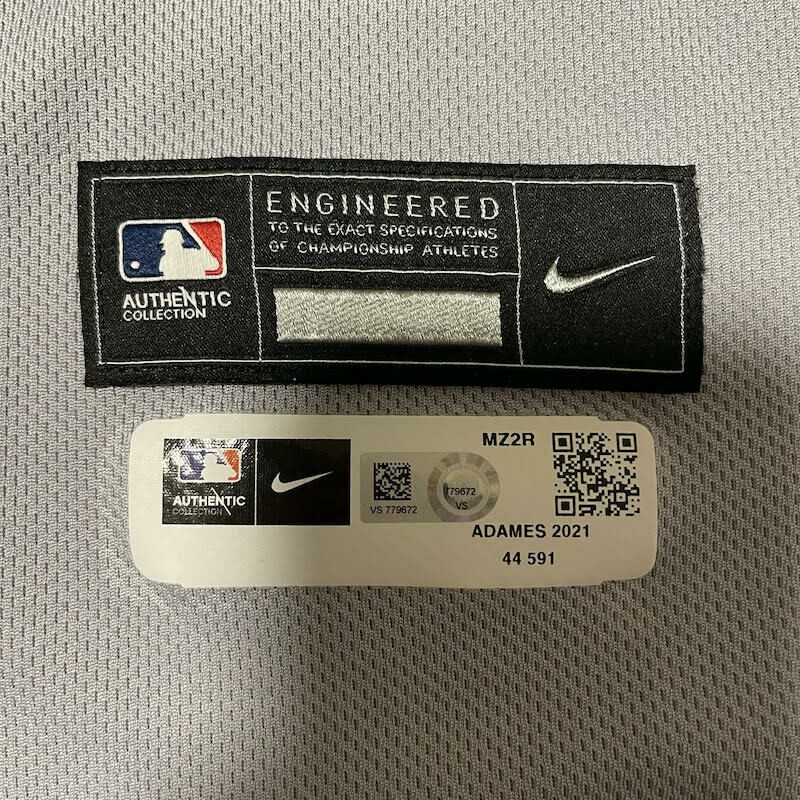 ENGINEERED
TO THE EXACT SPECIFICATIONS
OF CHAMPIONSHIP ATHLETES
AUTHENTIC
COLLECTION
MZ2R
AUTHENTIC
COLLECTION
VS 779672
779672
VS
ADAMES 2021
44 591